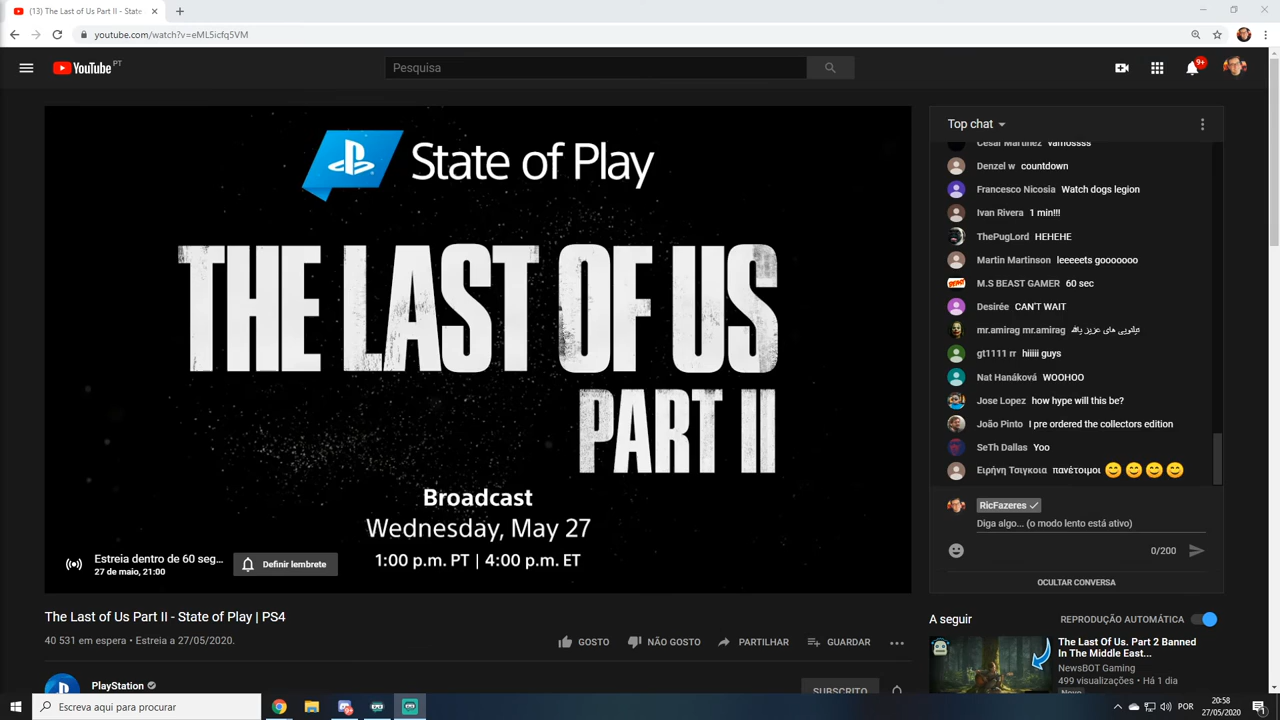 (13) The Last of Us Part II - State
youtube.com/watch?v=eML5icfq5VM
YouTube PT
Pesquisa
9+
State of Play
THE LAST OF US
PART II
Broadcast
Wednesday, May 27
1:00 p.m. PT | 4:00 p.m. ET
Estreia dentro de 60 seg...
27 de maio, 21:00
Definir lembrete
Top chat
Cesar Martinez vamossss
Denzel w countdown
Francesco Nicosia Watch dogs legion
Ivan Rivera 1 min!!!
ThePugLord HEHEHE
Martin Martinson leeeeets gooooooo
M.S BEAST GAMER 60 sec
Desirée CAN'T WAIT
mr.amirag mr.amirag
gt1111 rr hiiiii guys
Nat Hanáková WOOHOO
Jose Lopez how hype will this be?
João Pinto I pre ordered the collectors edition
SeTh Dallas Yoo
Ειρήνη Τσιγκοια πανέτοιμοι 😊😊😊😊
RicFazeres
Diga algo... (o modo lento está ativo)
0/200
OCULTAR CONVERSA
The Last of Us Part II - State of Play | PS4
40 531 em espera • Estreia a 27/05/2020.
GOSTO
NÃO GOSTO
PARTILHAR
GUARDAR
PlayStation
SUBSCRITO
A seguir
REPRODUÇÃO AUTOMÁTICA
The Last Of Us. Part 2 Banned
In The Middle East...
NewsBOT Gaming
499 visualizações • Há 1 dia
Novo
Escreva aqui para procurar
POR
20:58
27/05/2020